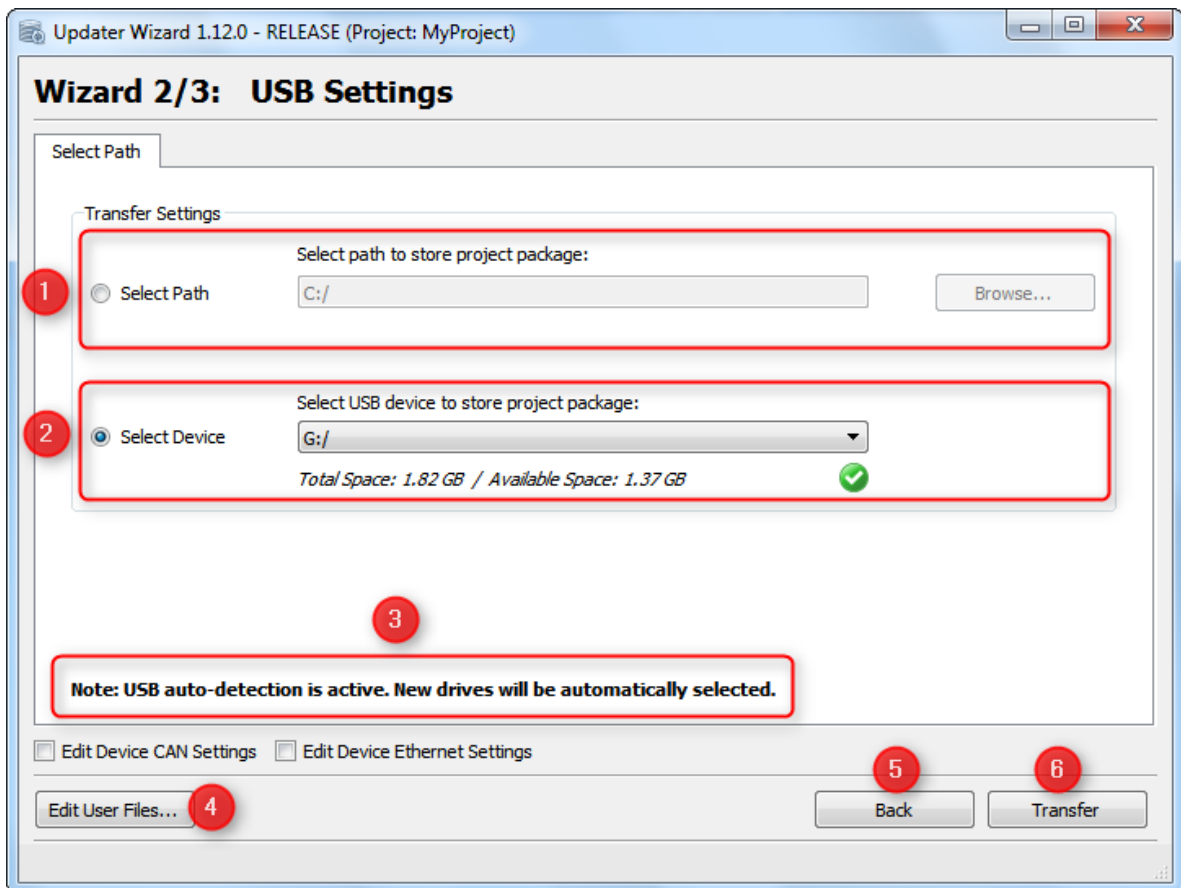 Updater Wizard 1.12.0 - RELEASE (Project: MyProject)
Wizard 2/3: USB Settings
Select Path
Transfer Settings
Select path to store project package:
1 Select Path C:/ Browse...
Select USB device to store project package:
2 Select Device G:/
Total Space: 1.82 GB / Available Space: 1.37 GB
3
Note: USB auto-detection is active. New drives will be automatically selected.
Edit Device CAN Settings Edit Device Ethernet Settings
5 6
Edit User Files... 4 Back Transfer